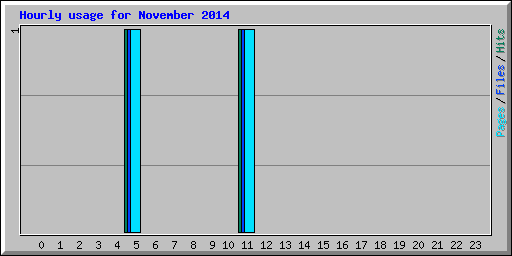 Hourly usage for November 2014
1
Pages/Files/Hits
0 1 2 3 4 5 6 7 8 9 10 11 12 13 14 15 16 17 18 19 20 21 22 23